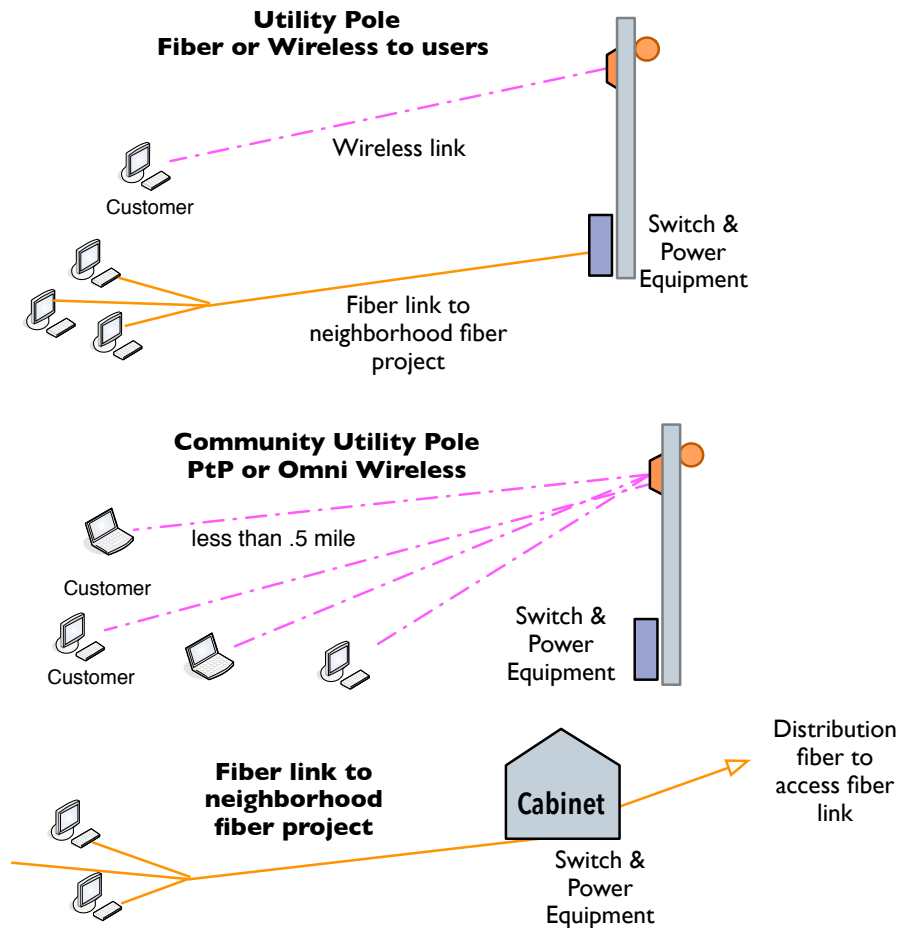 Utility Pole
Fiber or Wireless to users
Wireless link
Customer
Switch &
Power
Equipment
Fiber link to
neighborhood fiber
project
Community Utility Pole
PtP or Omni Wireless
less than .5 mile
Customer
Customer
Switch &
Power
Equipment
Fiber link to
neighborhood
fiber project
Cabinet
Distribution
fiber to
access fiber
link
Switch &
Power
Equipment